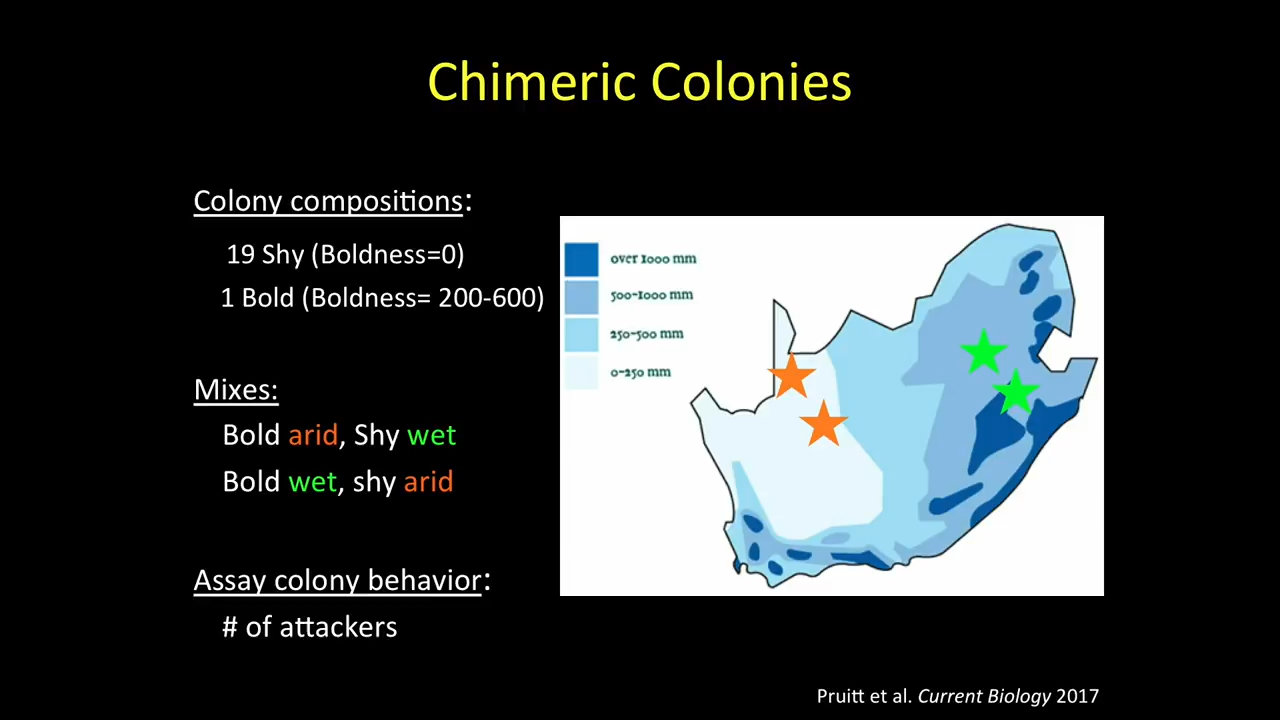 Chimeric Colonies
Colony compositions:
19 Shy (Boldness=0)
1 Bold (Boldness= 200-600)
Mixes:
Bold arid, Shy wet
Bold wet, shy arid
Assay colony behavior:
# of attackers
over 1000 mm
500-1000 mm
250-500 mm
0-250 mm
Pruitt et al. Current Biology 2017